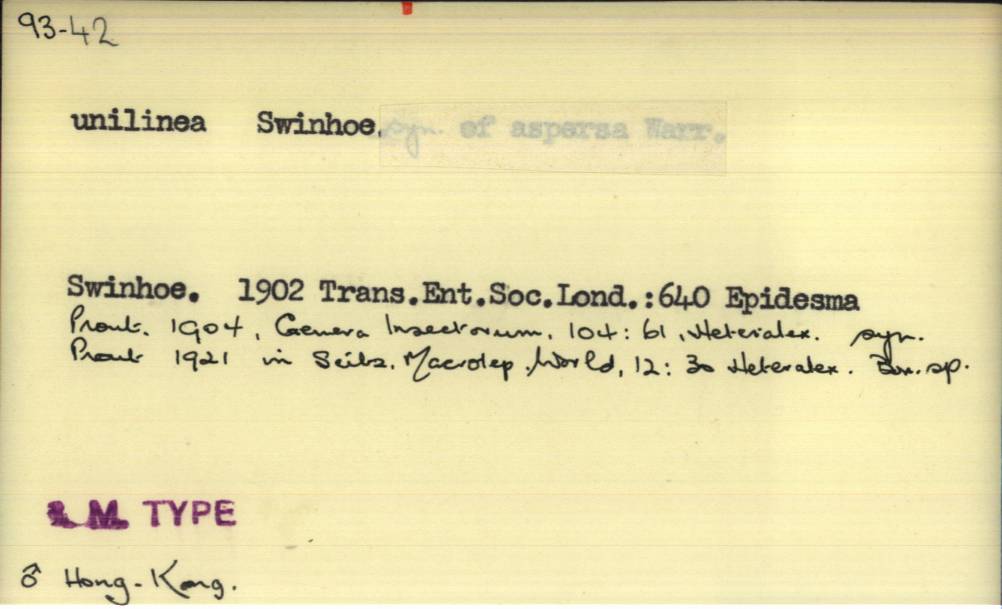 93-42
unilinea Swinhoe. syn. of aspersa Warr.
Swinhoe. 1902 Trans.Ent.Soc.Lond.:640 Epidesma
Prout. 1904, Genera Insectorum, 104: 61, Heteralex. syn.
Prout 1921 in Seitz, Macrolep. World, 12: 30 Heteralex. sp.
B.M. TYPE
♂ Hong-Kong.